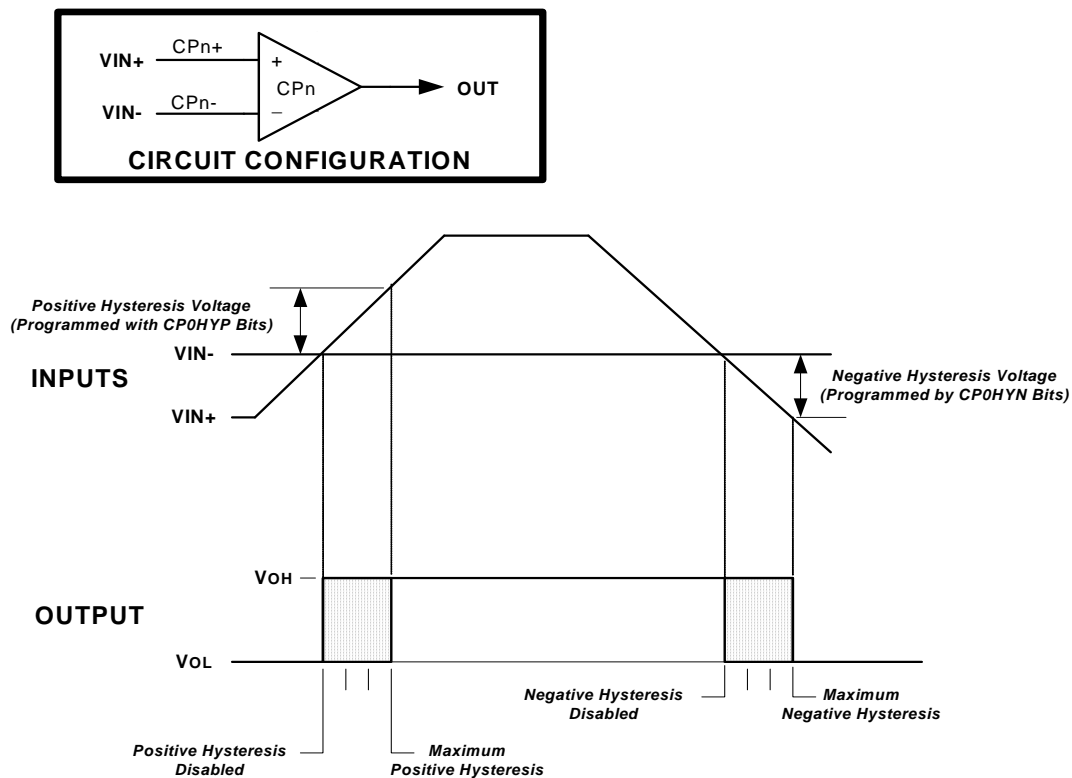 VIN+
CPn+
+
CPn
OUT
VIN-
CPn-
−
CIRCUIT CONFIGURATION
Positive Hysteresis Voltage
(Programmed with CP0HYP Bits)
VIN-
INPUTS
Negative Hysteresis Voltage
(Programmed by CP0HYN Bits)
VIN+
VOH
OUTPUT
VOL
Negative Hysteresis
Disabled
Maximum
Negative Hysteresis
Positive Hysteresis
Disabled
Maximum
Positive Hysteresis